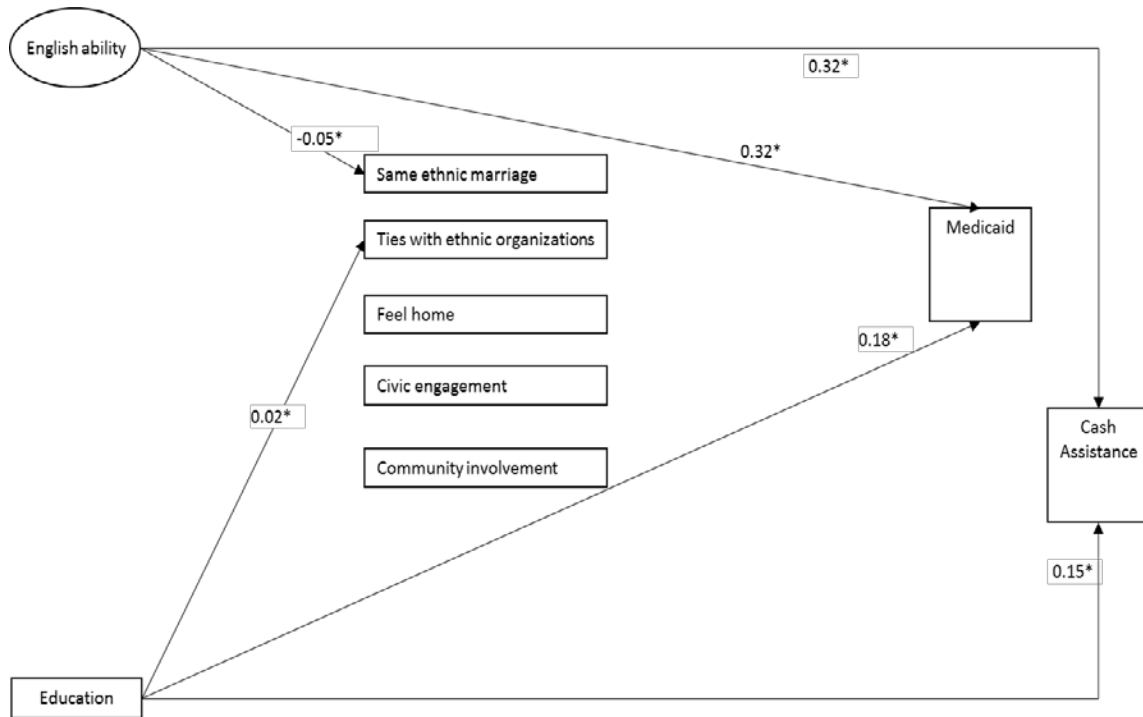 English ability
0.32*
-0.05*
0.32*
Same ethnic marriage
Medicaid
Ties with ethnic organizations
Feel home
0.18*
Civic engagement
0.02*
Cash
Assistance
Community involvement
0.15*
Education